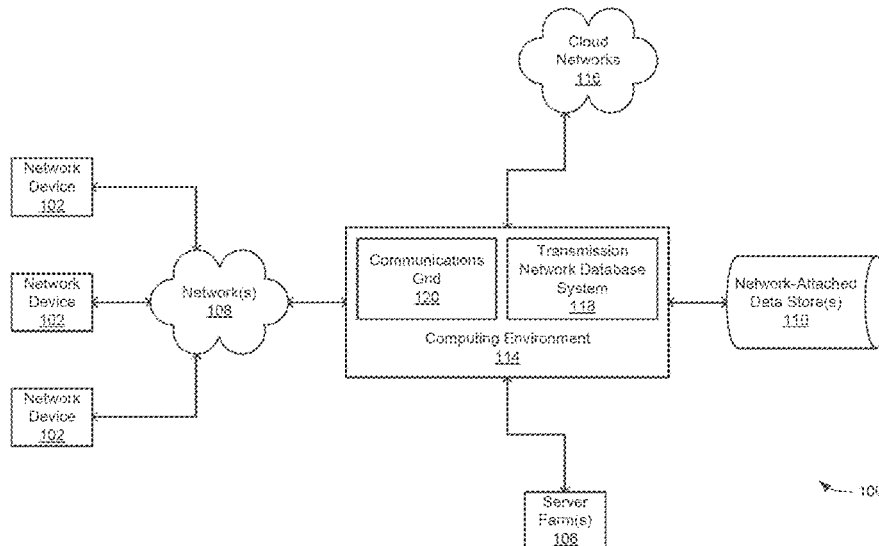 Cloud
Networks
116
Network
Device
102
Network
Device
102
Network
Device
102
Network(s)
108
Communications
Grid
120
Transmission
Network Database
System
118
Computing Environment
114
Network-Attached
Data Store(s)
110
Server
Farm(s)
106
100